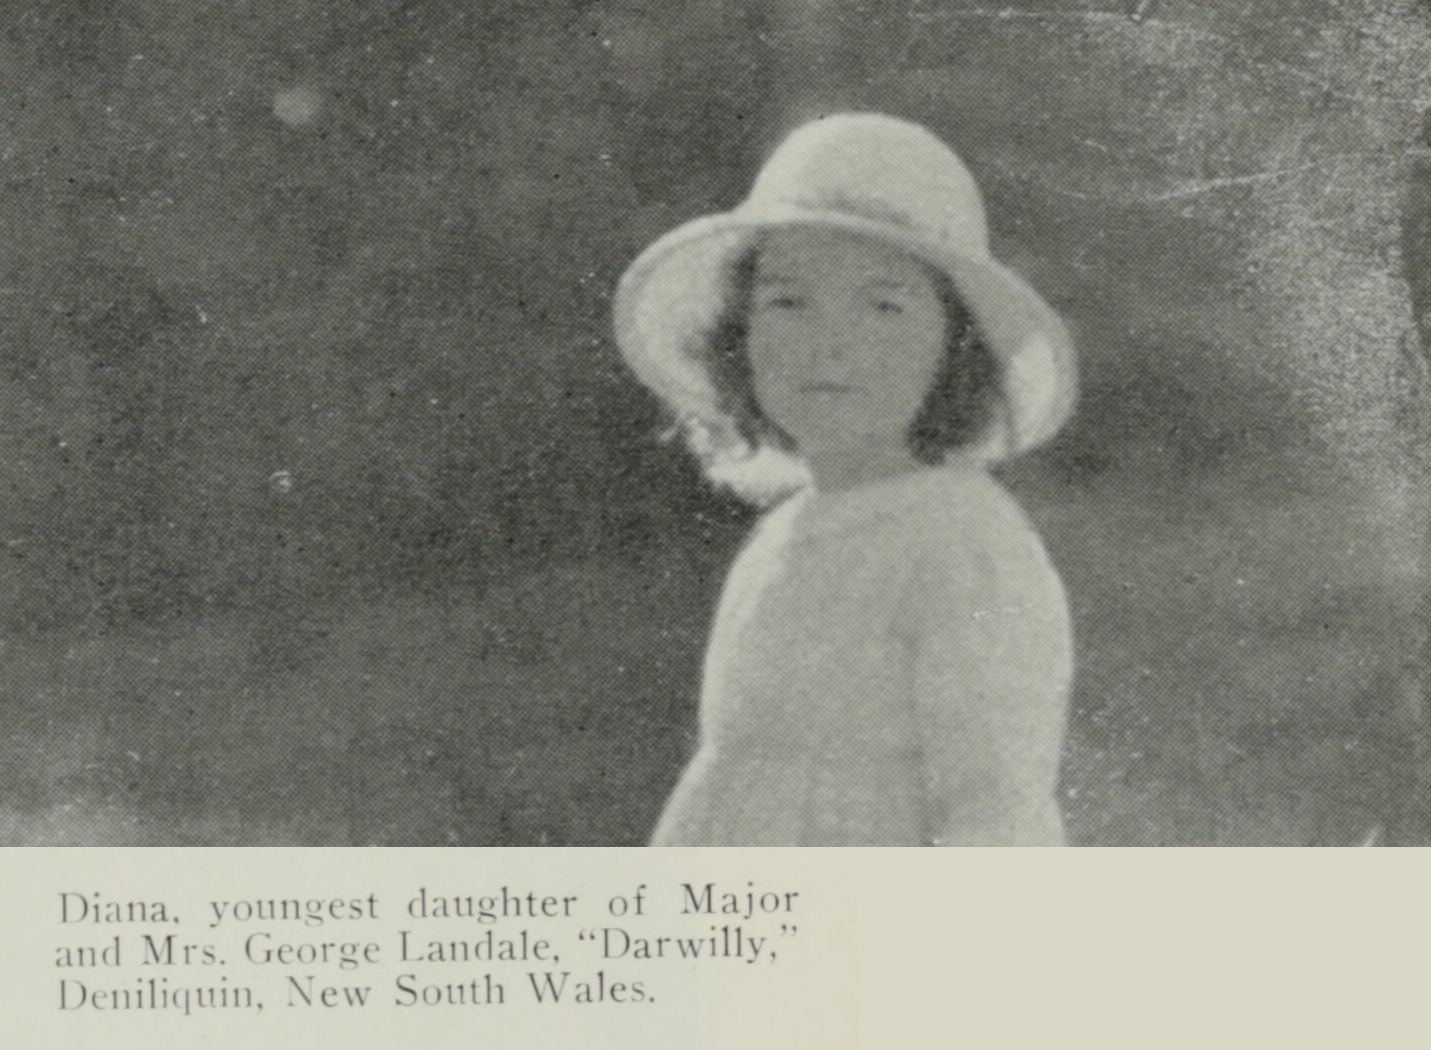 Diana, youngest daughter of Major
and Mrs. George Landale, “Darwilly,”
Deniliquin, New South Wales.